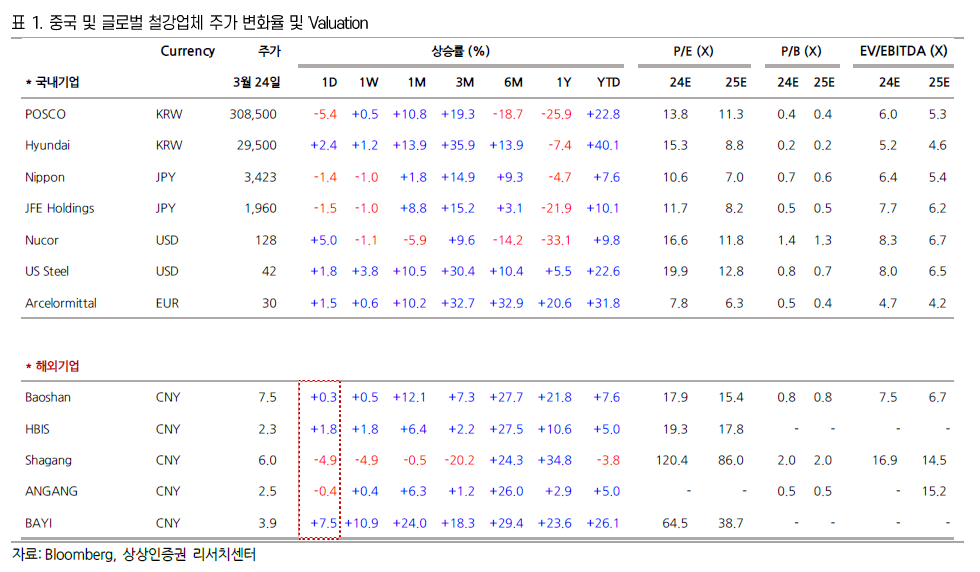 표 1. 중국 및 글로벌 철강업체 주가 변화율 및 Valuation
Currency 주가 상승률 (%) P/E (X) P/B (X) EV/EBITDA (X)
* 국내기업 3월 24일 1D 1W 1M 3M 6M 1Y YTD 24E 25E 24E 25E 24E 25E
POSCO KRW 308,500 -5.4 +0.5 +10.8 +19.3 -18.7 -25.9 +22.8 13.8 11.3 0.4 0.4 6.0 5.3
Hyundai KRW 29,500 +2.4 +1.2 +13.9 +35.9 +13.9 -7.4 +40.1 15.3 8.8 0.2 0.2 5.2 4.6
Nippon JPY 3,423 -1.4 -1.0 +1.8 +14.9 +9.3 -4.7 +7.6 10.6 7.0 0.7 0.6 6.4 5.4
JFE Holdings JPY 1,960 -1.5 -1.0 +8.8 +15.2 +3.1 -21.9 +10.1 11.7 8.2 0.5 0.5 7.7 6.2
Nucor USD 128 +5.0 -1.1 -5.9 +9.6 -14.2 -33.1 +9.8 16.6 11.8 1.4 1.3 8.3 6.7
US Steel USD 42 +1.8 +3.8 +10.5 +30.4 +10.4 +5.5 +22.6 19.9 12.8 0.8 0.7 8.0 6.5
Arcelormittal EUR 30 +1.5 +0.6 +10.2 +32.7 +32.9 +20.6 +31.8 7.8 6.3 0.5 0.4 4.7 4.2
* 해외기업
Baoshan CNY 7.5 +0.3 +0.5 +12.1 +7.3 +27.7 +21.8 +7.6 17.9 15.4 0.8 0.8 7.5 6.7
HBIS CNY 2.3 +1.8 +1.8 +6.4 +2.2 +27.5 +10.6 +5.0 19.3 17.8 - - - -
Shagang CNY 6.0 -4.9 -4.9 -0.5 -20.2 +24.3 +34.8 -3.8 120.4 86.0 2.0 2.0 16.9 14.5
ANGANG CNY 2.5 -0.4 +0.4 +6.3 +1.2 +26.0 +2.9 +5.0 - - 0.5 0.5 - 15.2
BAYI CNY 3.9 +7.5 +10.9 +24.0 +18.3 +29.4 +23.6 +26.1 64.5 38.7 - - - -
자료: Bloomberg, 상상인증권 리서치센터